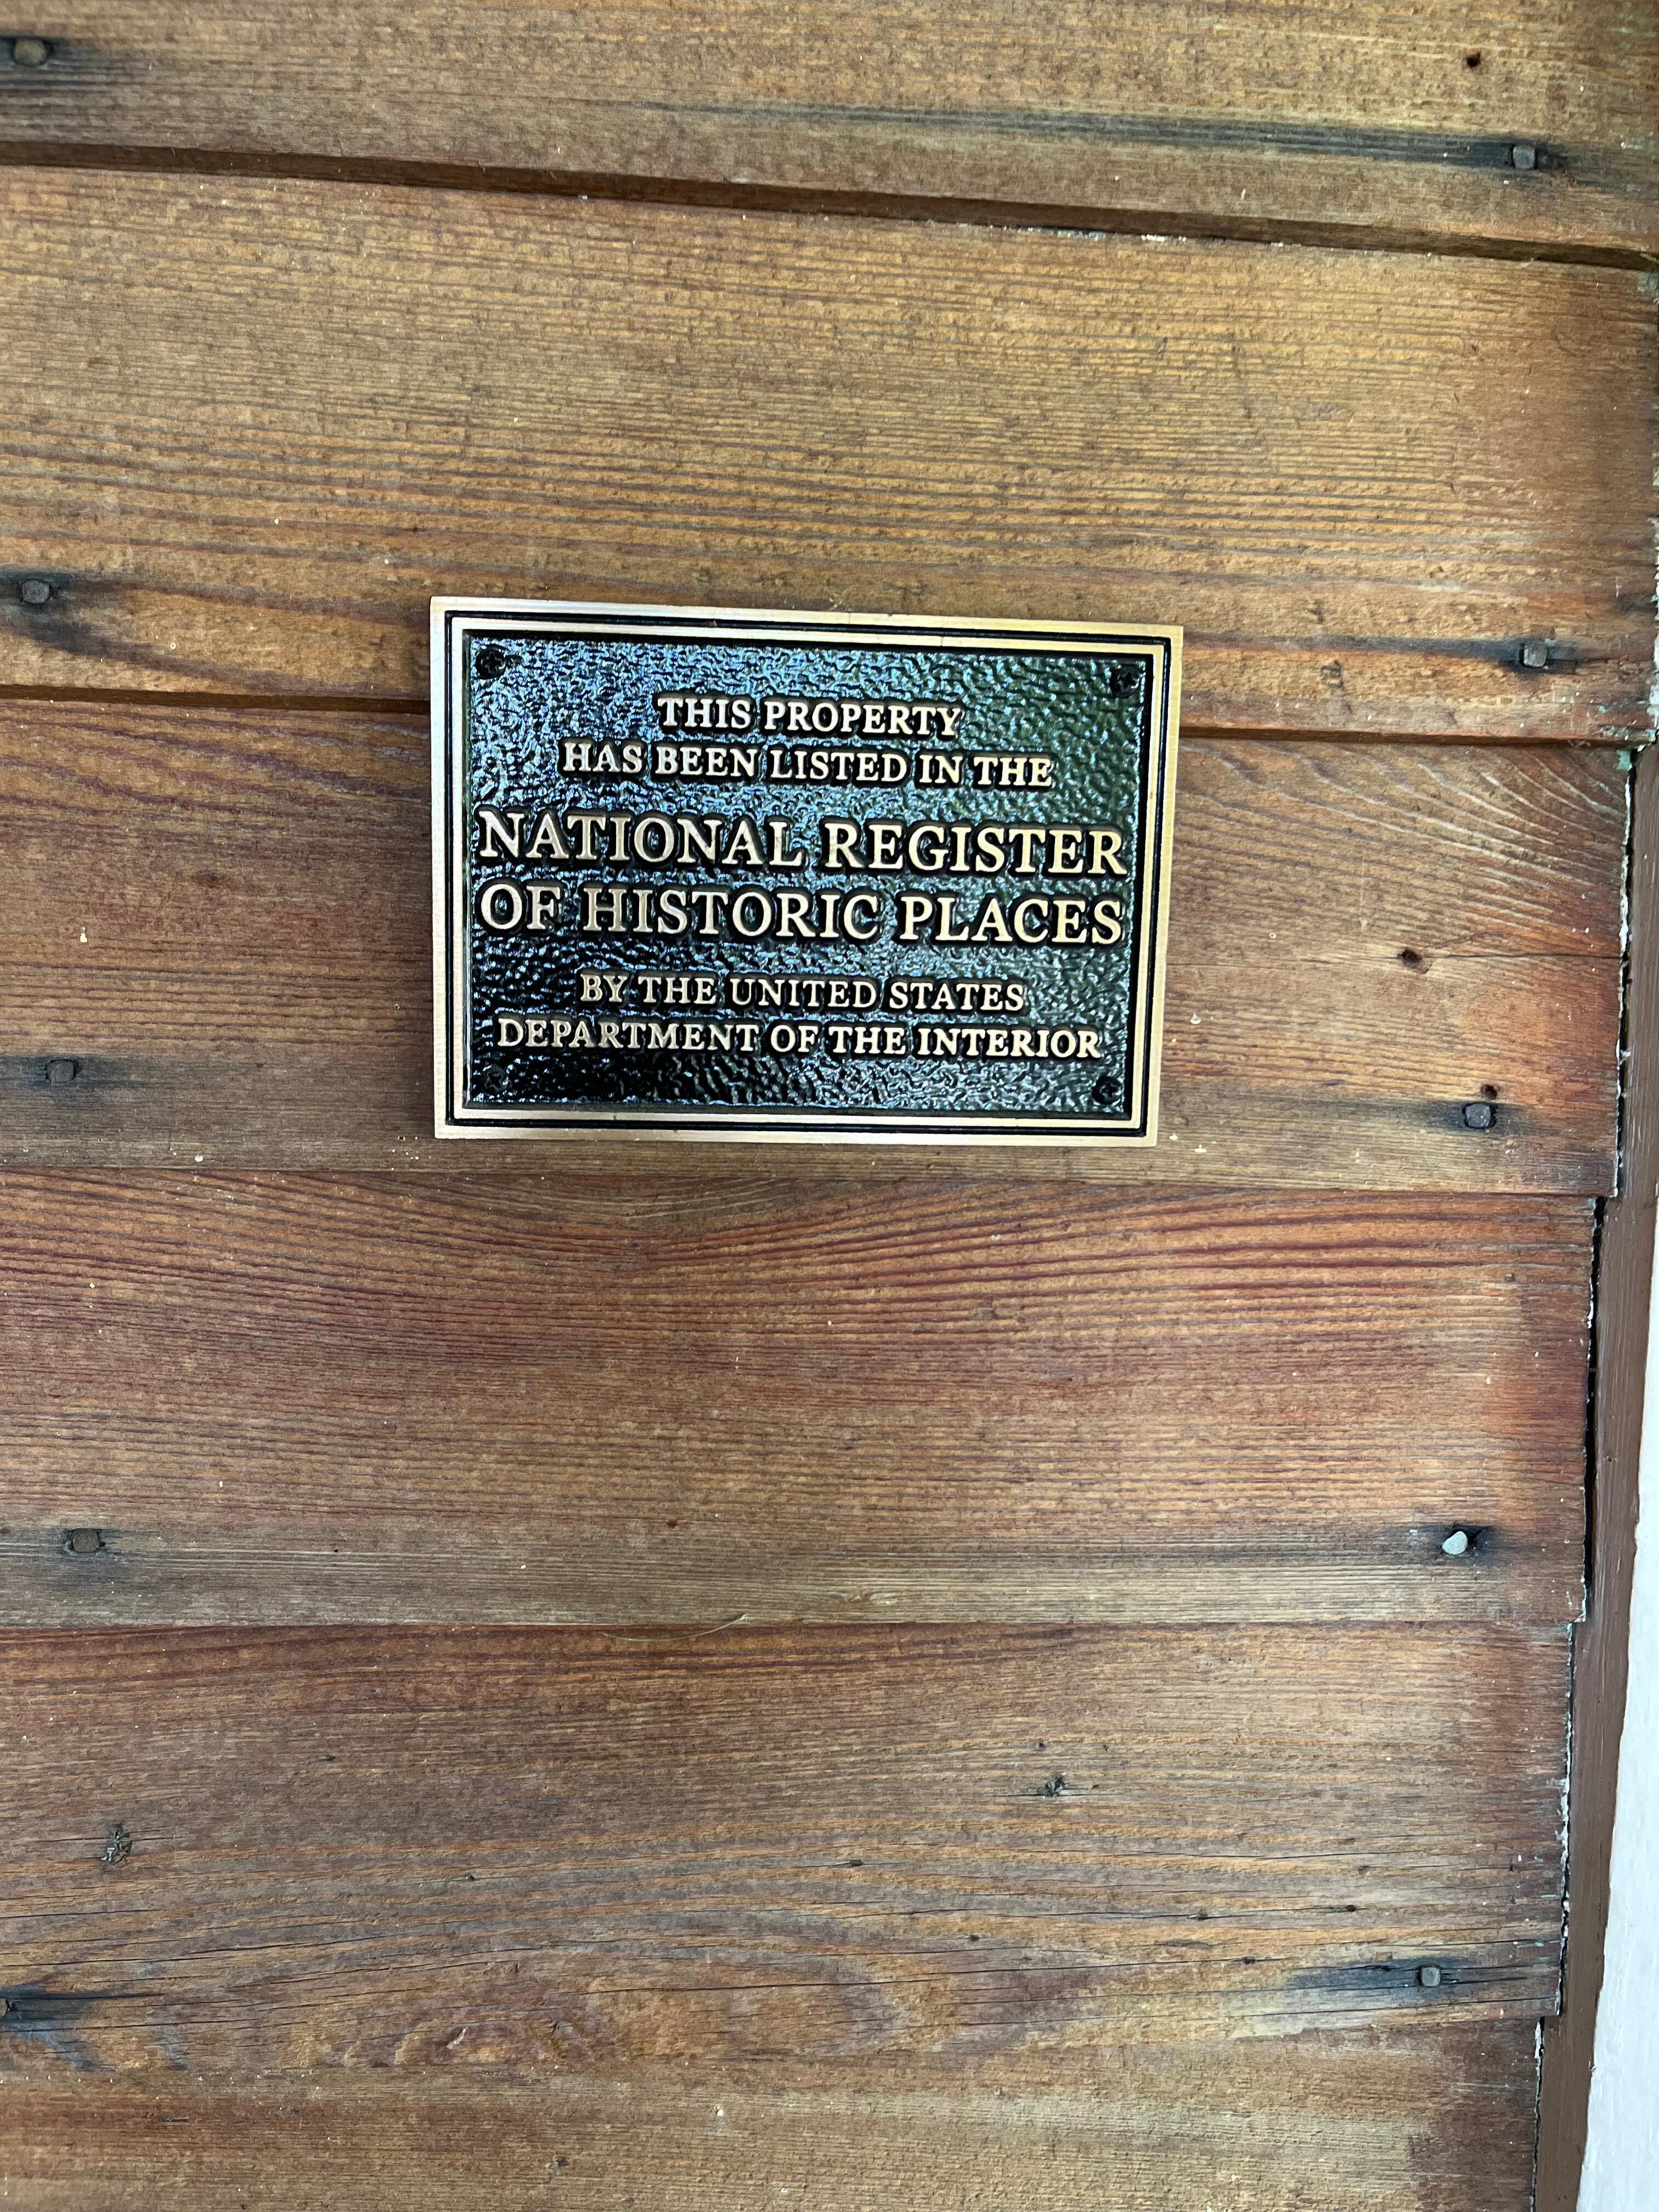 THIS PROPERTY
HAS BEEN LISTED IN THE
NATIONAL REGISTER
OF HISTORIC PLACES
BY THE UNITED STATES
DEPARTMENT OF THE INTERIOR